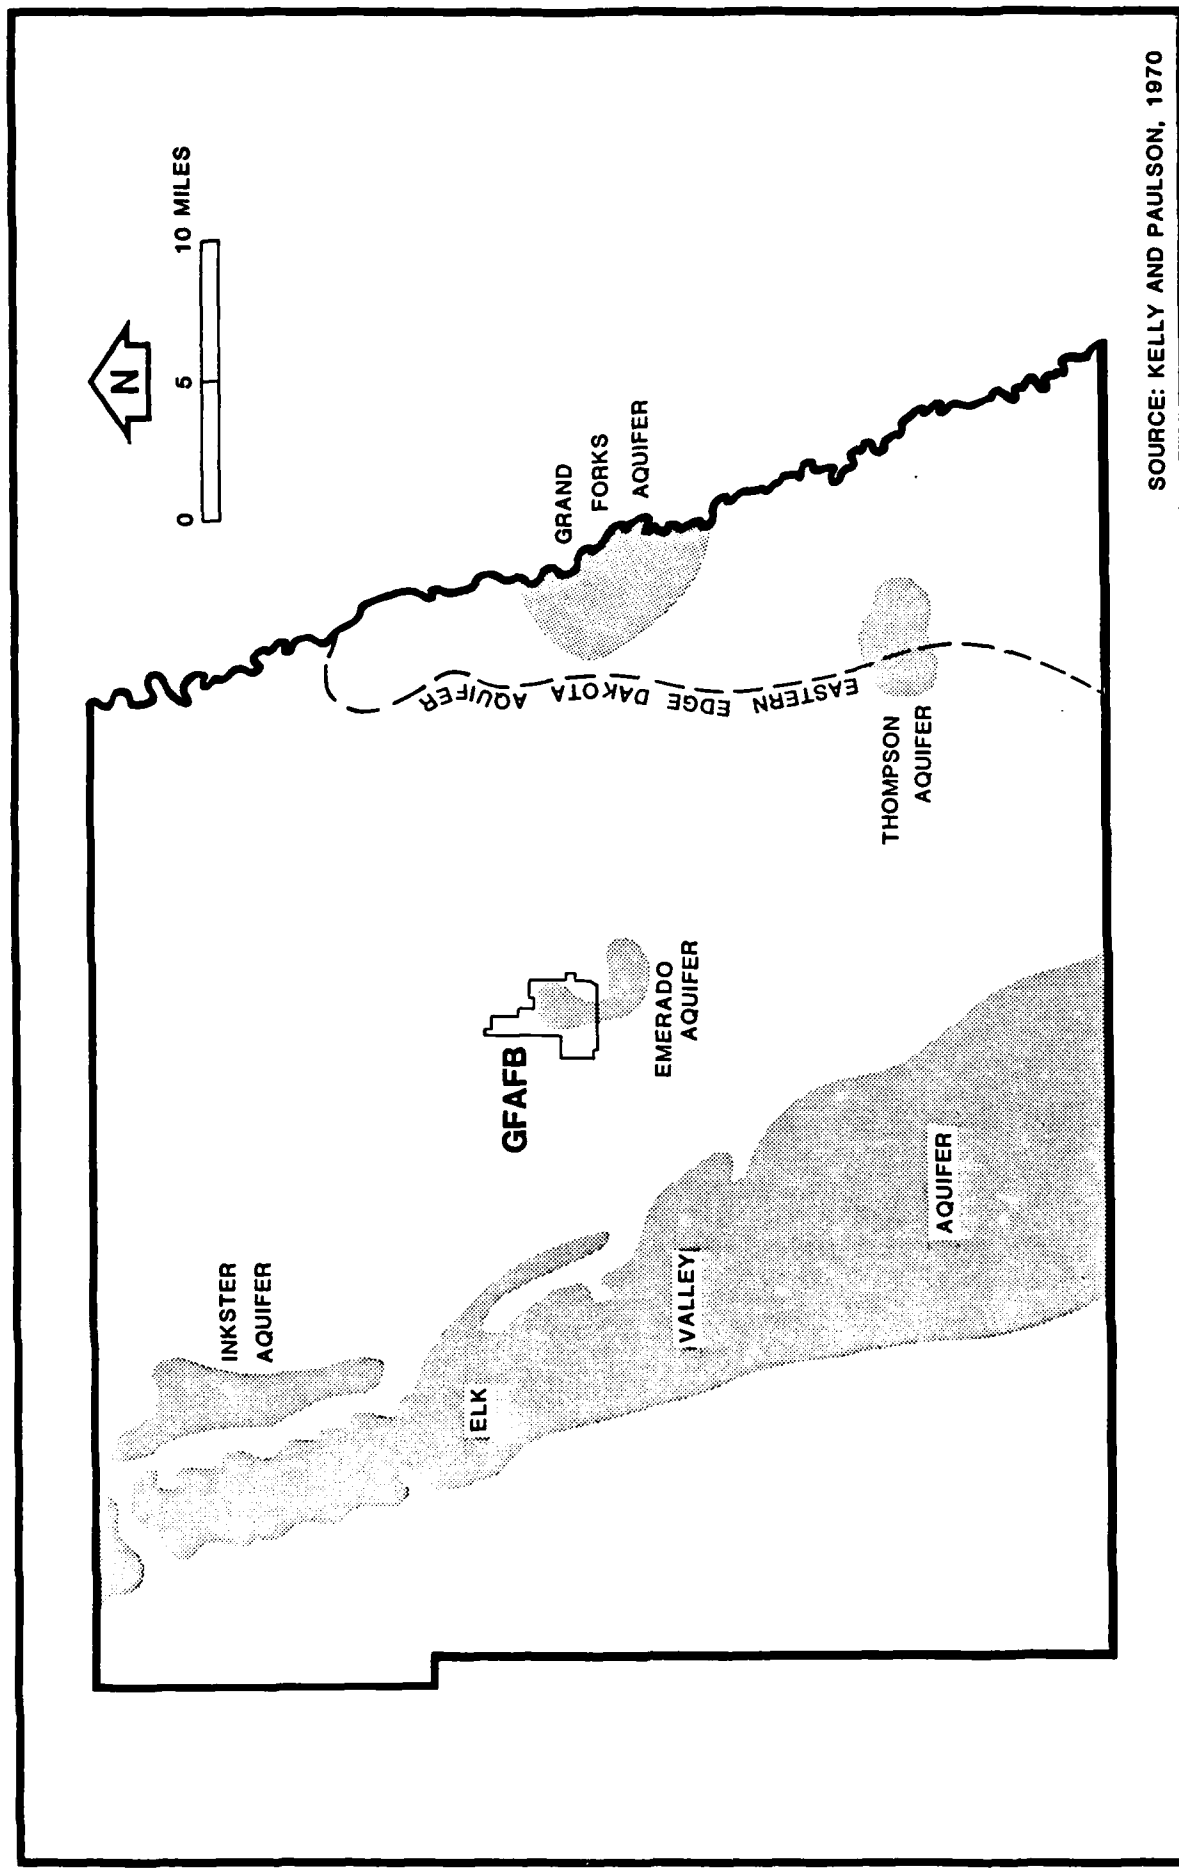 N
0 5 10 MILES
INKSTER
AQUIFER
GFAFB
GRAND
FORKS
AQUIFER
ELK
VALLEY
AQUIFER
EMERADO
AQUIFER
EASTERN EDGE DAKOTA AQUIFER
THOMPSON
AQUIFER
SOURCE: KELLY AND PAULSON, 1970